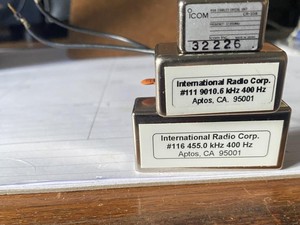 ICOM
32226
International Radio Corp.
#111 9010.6 kHz 400 Hz
Aptos, CA. 95001
International Radio Corp.
#116 455.0 kHz 400 Hz
Aptos, CA. 95001